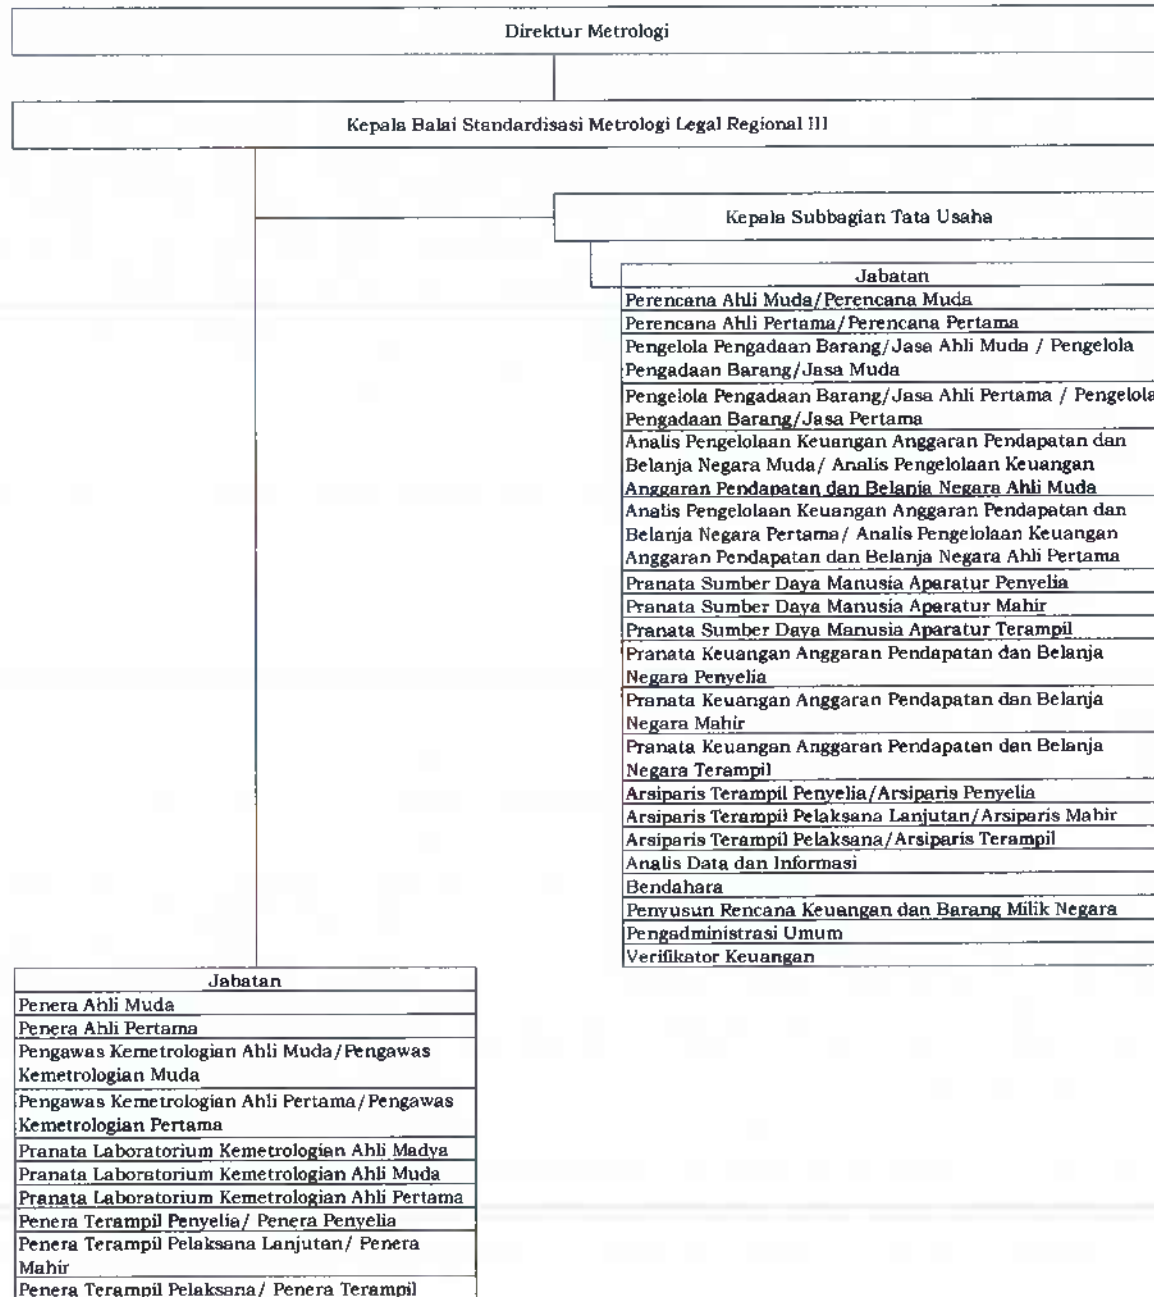 Direktur Metrologi
Kepala Balai Standardisasi Metrologi Legal Regional III
Kepala Subbagian Tata Usaha
Jabatan
Perencana Ahli Muda/Perencana Muda
Perencana Ahli Pertama/Perencana Pertama
Pengelola Pengadaan Barang/Jasa Ahli Muda / Pengelola
Pengadaan Barang/Jasa Muda
Pengelola Pengadaan Barang/Jasa Ahli Pertama / Pengelola
Pengadaan Barang/Jasa Pertama
Analis Pengelolaan Keuangan Anggaran Pendapatan dan
Belanja Negara Muda/ Analis Pengelolaan Keuangan
Anggaran Pendapatan dan Belanja Negara Ahli Muda
Analis Pengelolaan Keuangan Anggaran Pendapatan dan
Belanja Negara Pertama/ Analis Pengelolaan Keuangan
Anggaran Pendapatan dan Belanja Negara Ahli Pertama
Pranata Sumber Daya Manusia Aparatur Penyelia
Pranata Sumber Daya Manusia Aparatur Mahir
Pranata Sumber Daya Manusia Aparatur Terampil
Pranata Keuangan Anggaran Pendapatan dan Belanja
Negara Penyelia
Pranata Keuangan Anggaran Pendapatan dan Belanja
Negara Mahir
Pranata Keuangan Anggaran Pendapatan dan Belanja
Negara Terampil
Arsiparis Terampil Penyelia/Arsiparis Penyelia
Arsiparis Terampil Pelaksana Lanjutan/Arsiparis Mahir
Arsiparis Terampil Pelaksana/Arsiparis Terampil
Analis Data dan Informasi
Bendahara
Penyusun Rencana Keuangan dan Barang Milik Negara
Pengadministrasi Umum
Verifikator Keuangan
Jabatan
Penera Ahli Muda
Penera Ahli Pertama
Pengawas Kemetrologian Ahli Muda/Pengawas
Kemetrologian Muda
Pengawas Kemetrologian Ahli Pertama/Pengawas
Kemetrologian Pertama
Pranata Laboratorium Kemetrologian Ahli Madya
Pranata Laboratorium Kemetrologian Ahli Muda
Pranata Laboratorium Kemetrologian Ahli Pertama
Penera Terampil Penyelia/ Penera Penyelia
Penera Terampil Pelaksana Lanjutan/ Penera
Mahir
Penera Terampil Pelaksana/ Penera Terampil